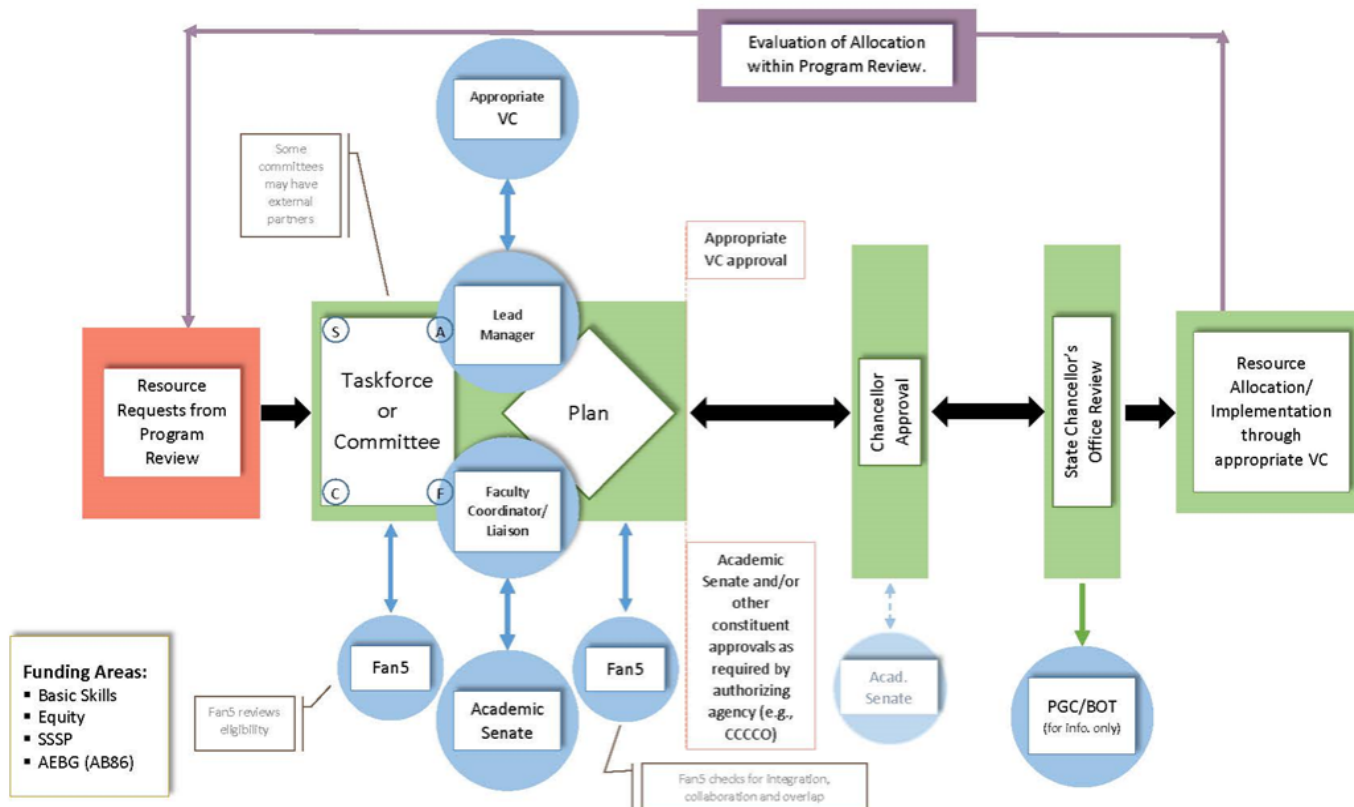 Evaluation of Allocation
within Program Review.
Appropriate
VC
Some
committees
may have
external
partners
Appropriate
VC approval
Lead
Manager
S
A
Taskforce
or
Committee
C
F
Plan
Faculty
Coordinator/
Liaison
Resource
Requests from
Program
Review
Chancellor
Approval
State Chancellor's
Office Review
Resource
Allocation/
Implementation
through
appropriate VC
Academic
Senate and/or
other
constituent
approvals as
required by
authorizing
agency (e.g.,
CCCCO)
Fan5
Fan5
Academic
Senate
Acad.
Senate
PGC/BOT
(for info. only)
Fan5 reviews
eligibility
Fan5 checks for integration,
collaboration and overlap
Funding Areas:
▪ Basic Skills
▪ Equity
▪ SSSP
▪ AEBG (AB86)